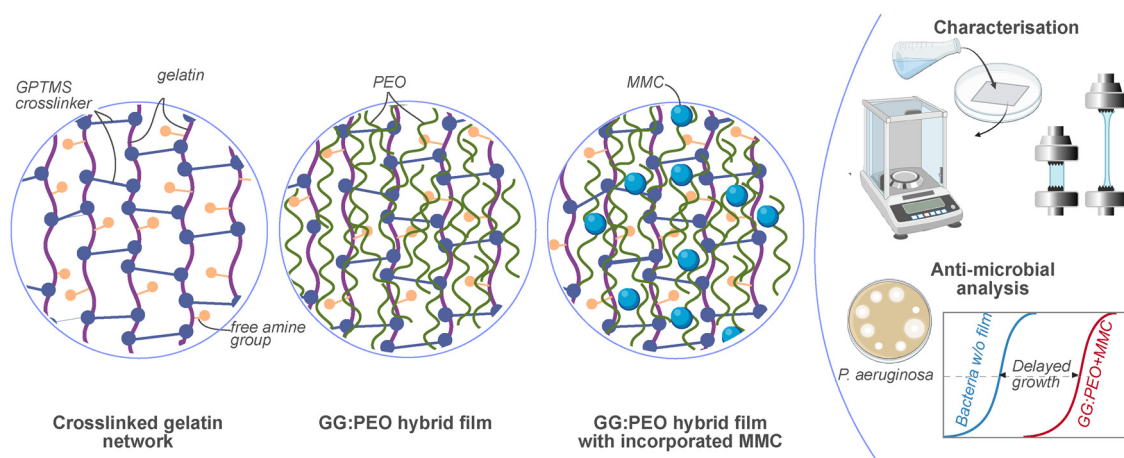 GPTMS
crosslinker
gelatin
free amine
group
Crosslinked gelatin
network
PEO
GG:PEO hybrid film
MMC
GG:PEO hybrid film
with incorporated MMC
Characterisation
Anti-microbial
analysis
P. aeruginosa
Bacteria w/o film
Delayed
growth
GG:PEO+MMC